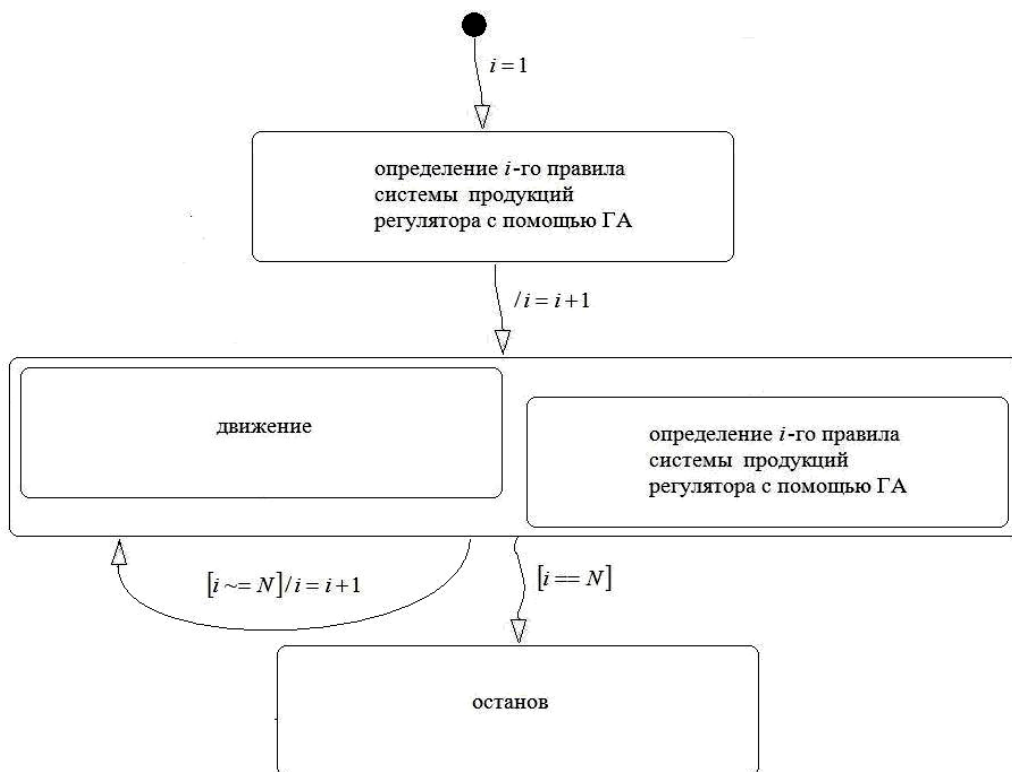 i = 1
определение i-го правила
системы продукций
регулятора с помощью ГА
/i = i+1
движение
определение i-го правила
системы продукций
регулятора с помощью ГА
[i ~= N]/i = i+1
[i == N]
останов